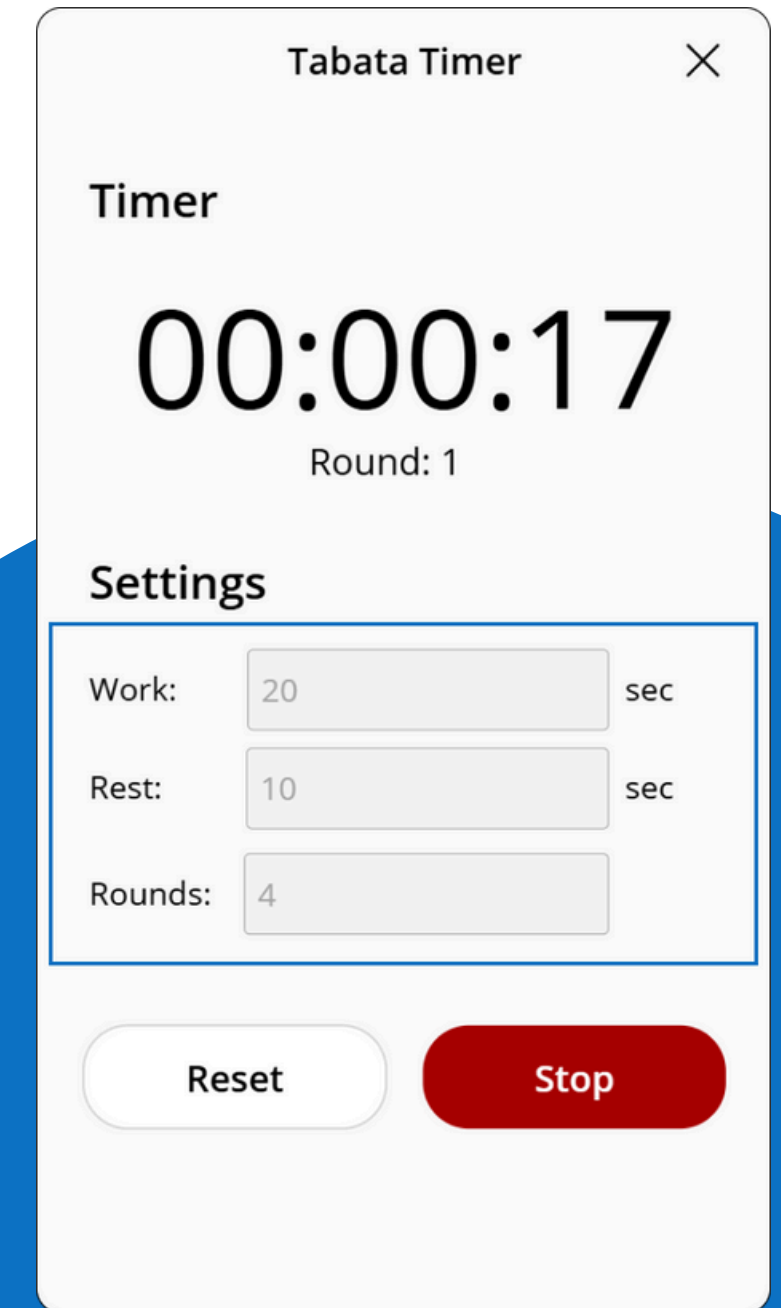 Tabata Timer
Timer
00:00:17
Round: 1
Settings
Work: 20 sec
Rest: 10 sec
Rounds: 4
Reset Stop